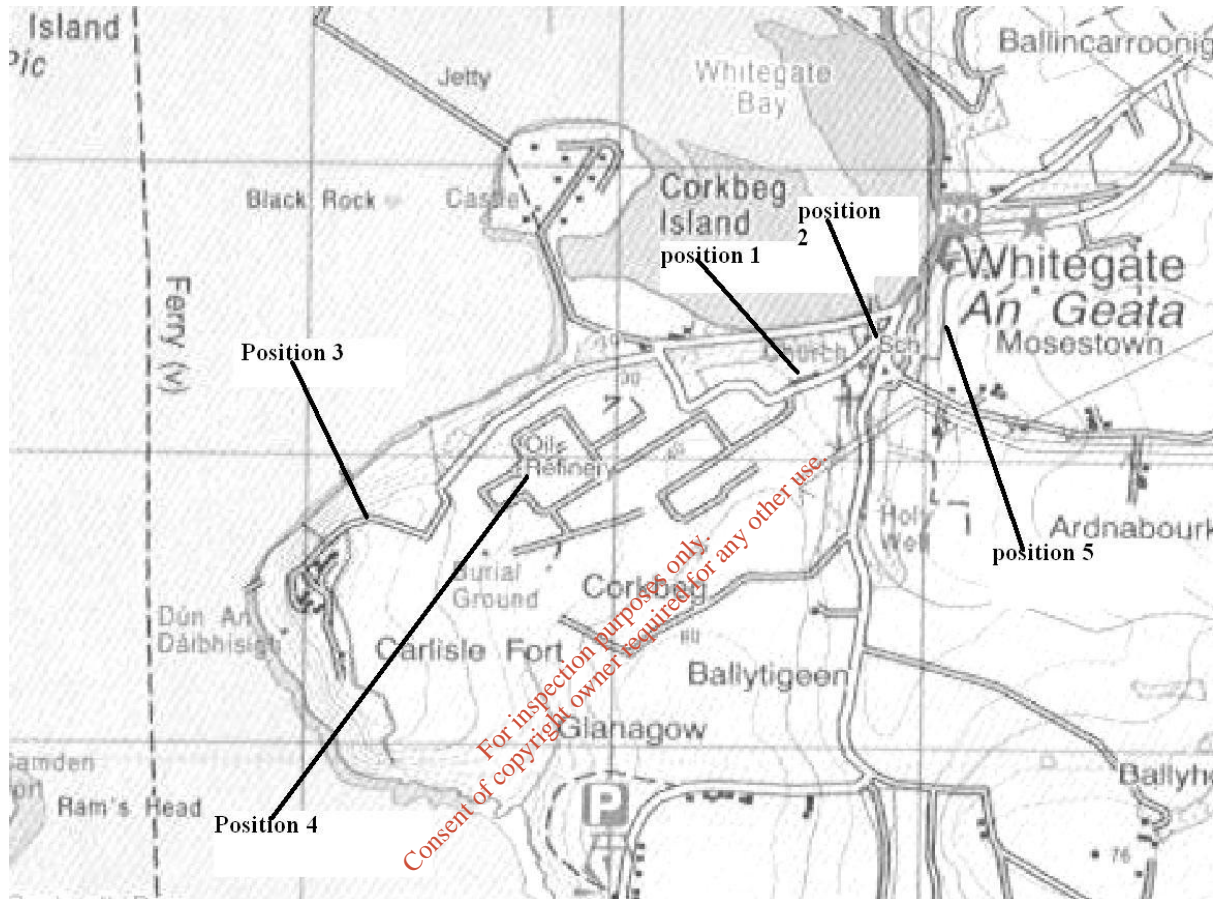 Island
Pic
Jetty
Whitegate
Bay
Ballincarroonig
Black Rock
Castle
Corkbeg
Island
position
2
position 1
PO
Whitegate
An Geata
Mosestown
Ferry (v)
Position 3
Church
Sch
30
Oils
Refinery
Holy
Well
Ardnabourk
position 5
Burial
Ground
Corkbeg
Dún An
Dáibhisigh
Carlisle Fort
Ballytigeen
Glanagow
For inspection purposes only.
Consent of copyright owner required for any other use.
Ram's Head
P
Position 4
Ballyho
76